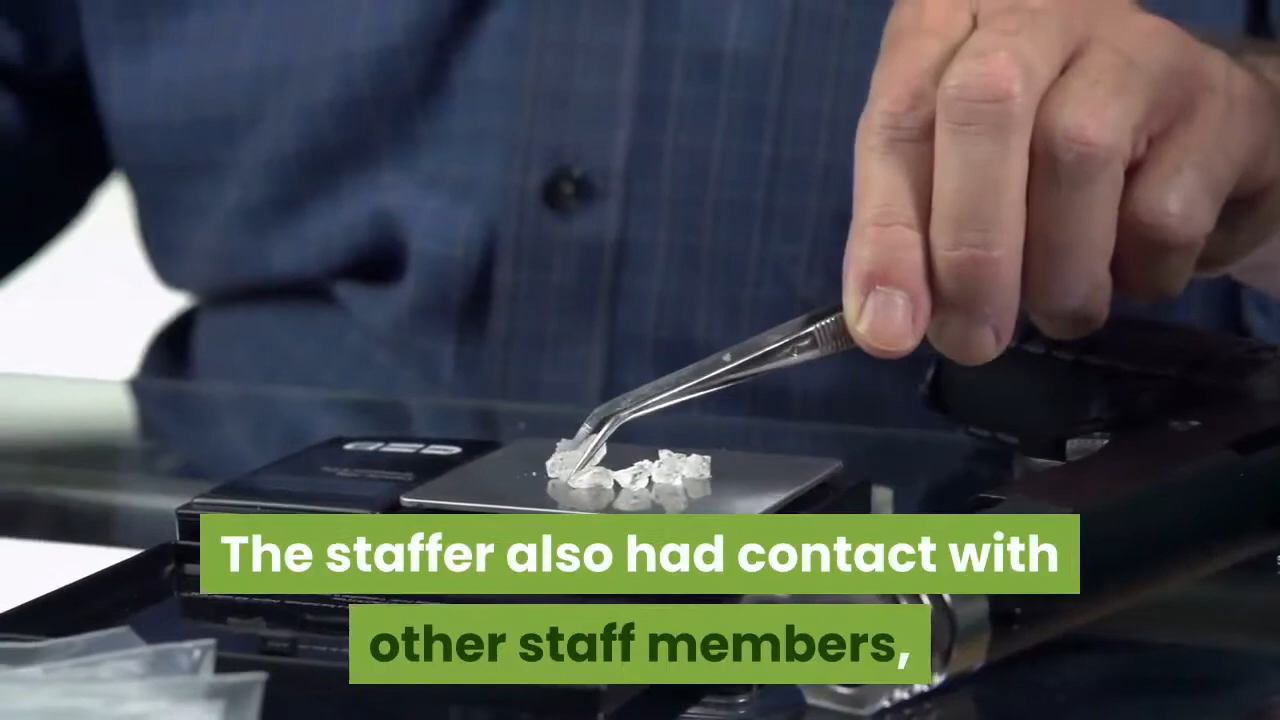 The staffer also had contact with
other staff members,